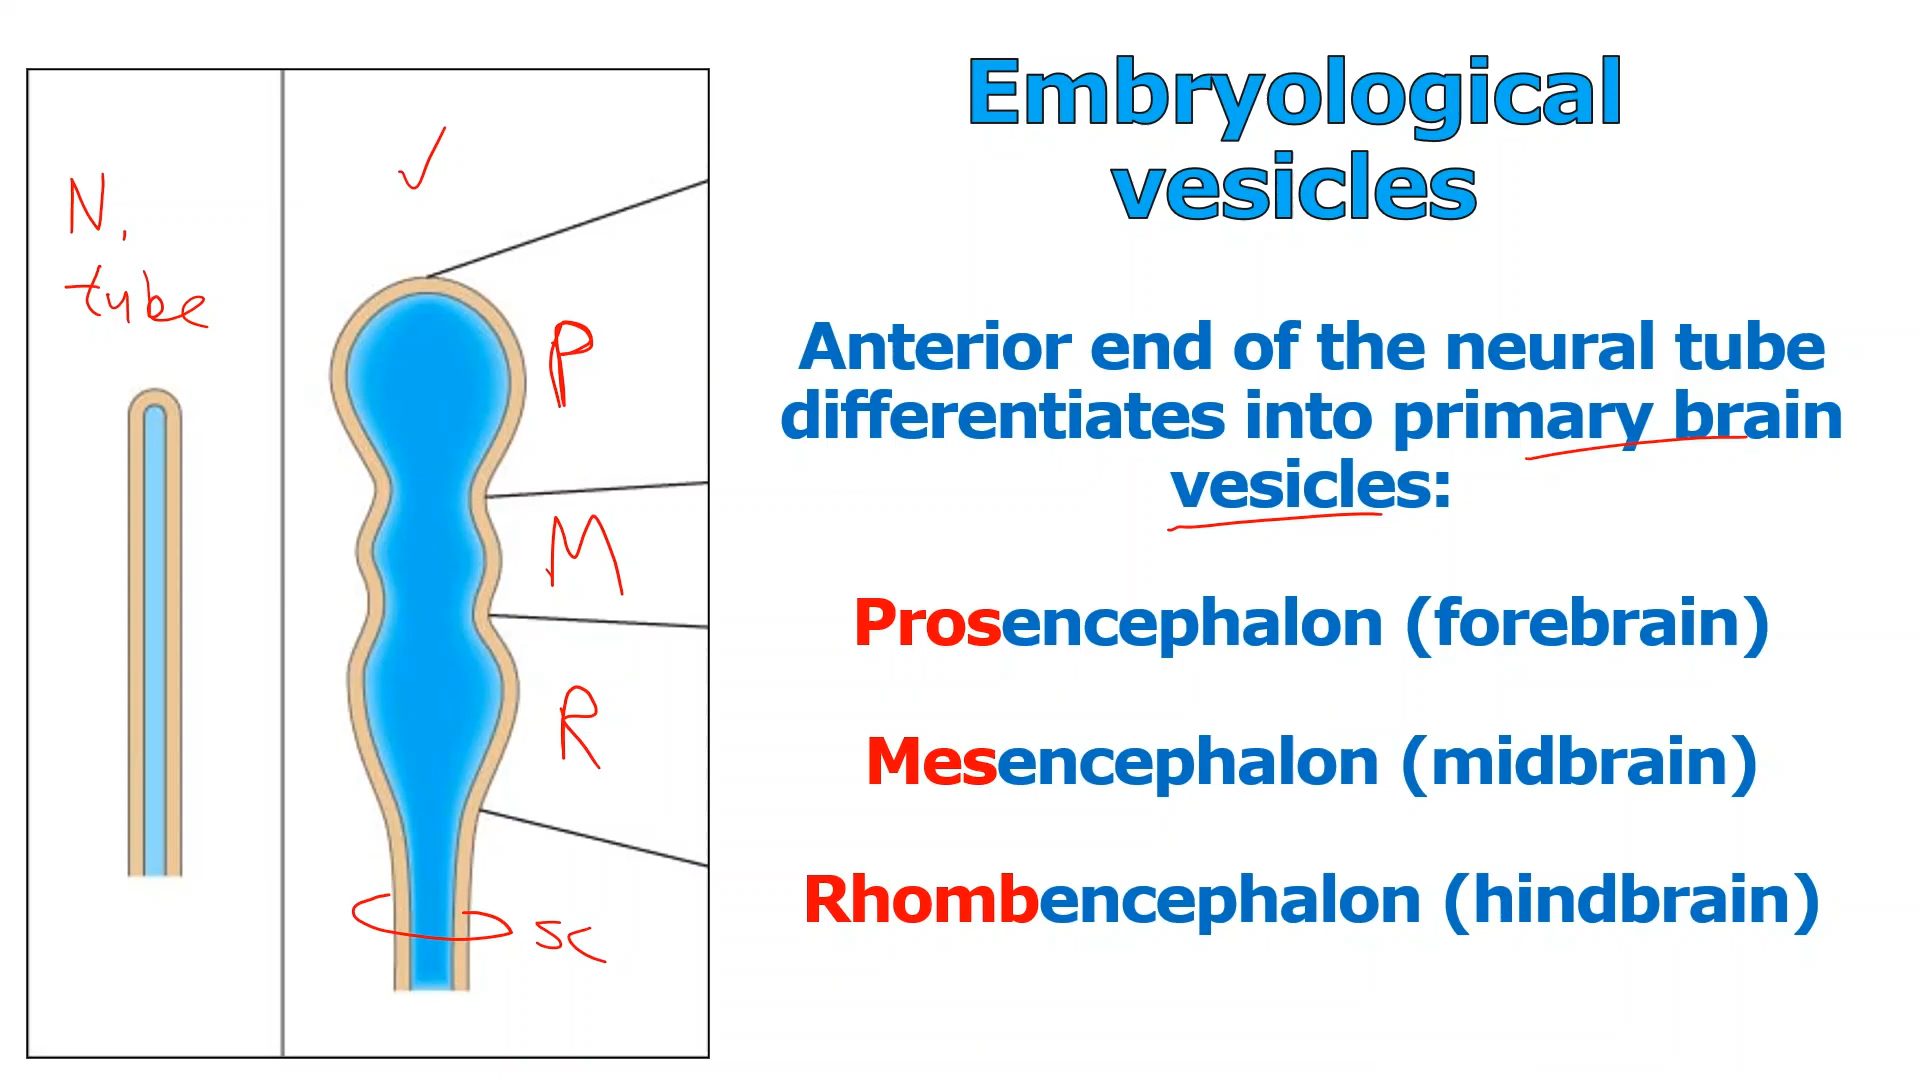 N.
tube
P
M
R
SC
Embryological
vesicles
Anterior end of the neural tube
differentiates into primary brain
vesicles:
Prosencephalon (forebrain)
Mesencephalon (midbrain)
Rhombencephalon (hindbrain)